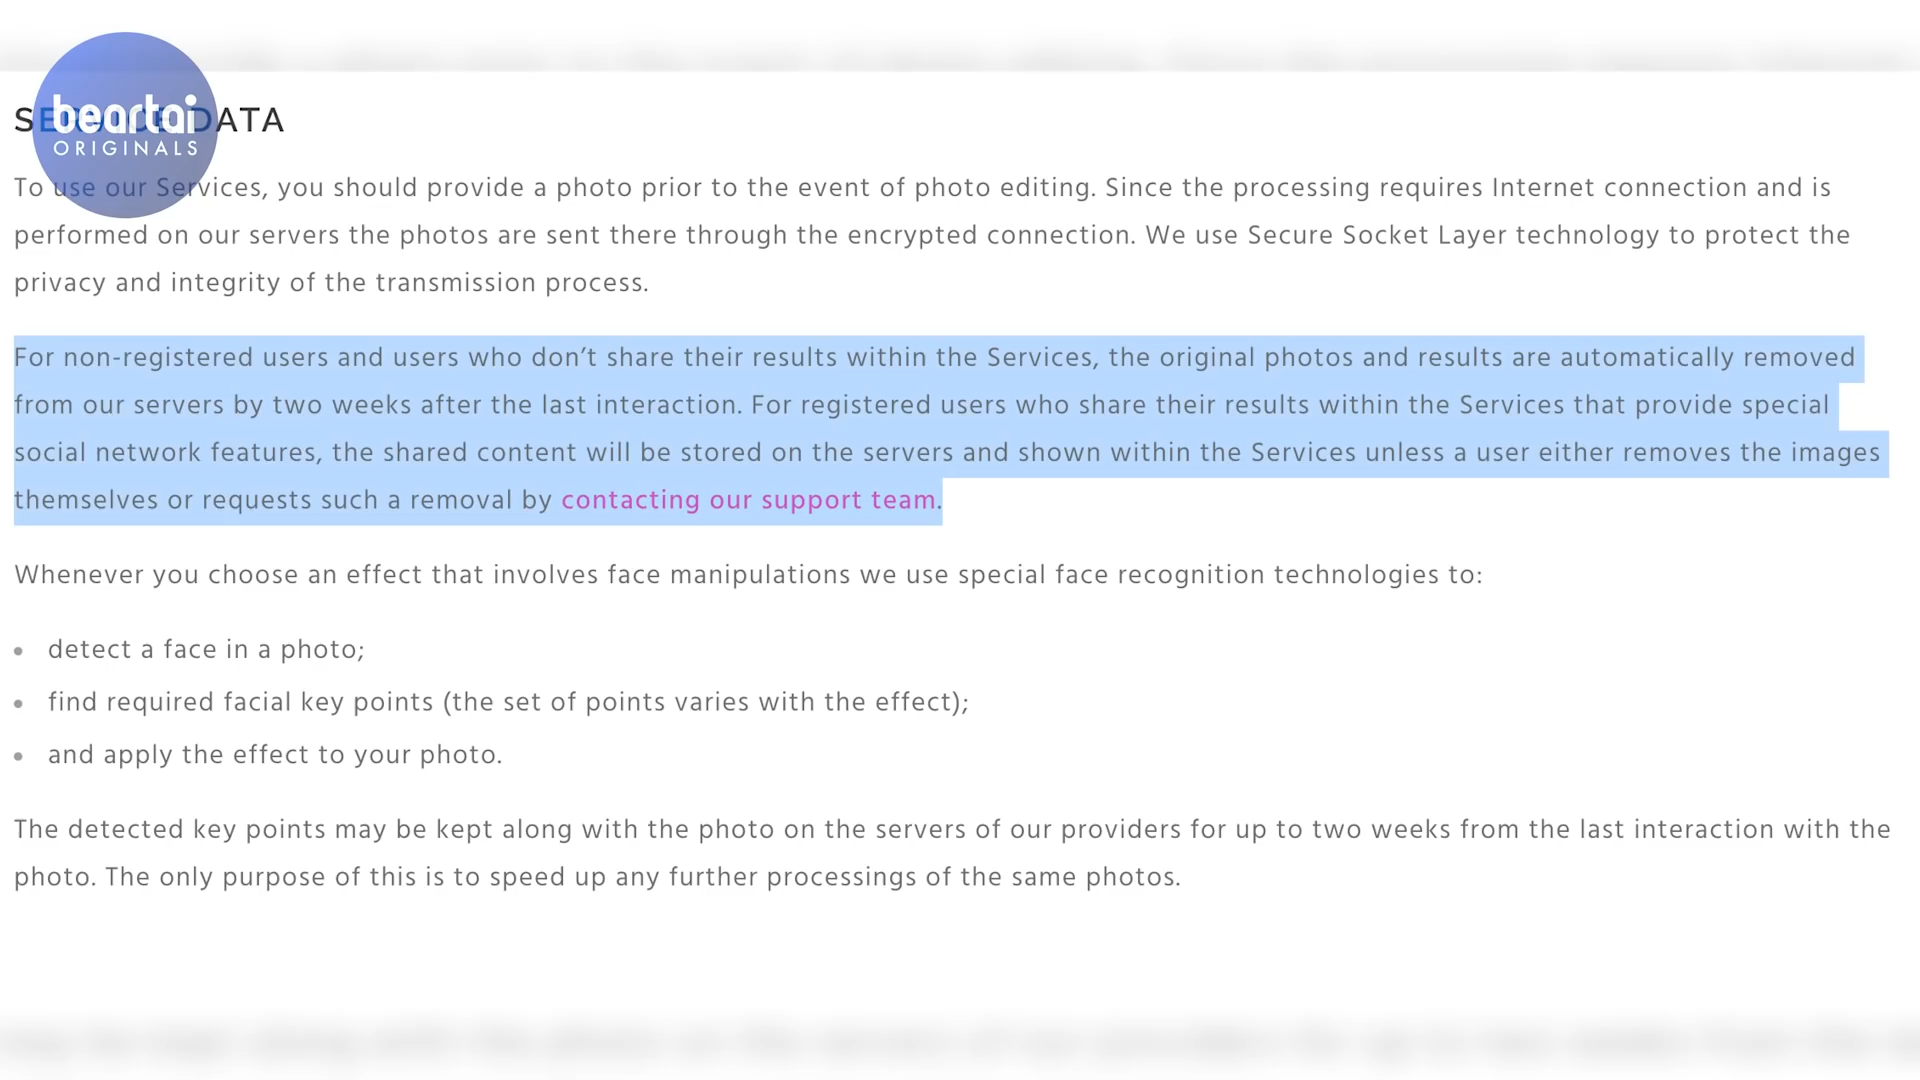 beartai
ORIGINALS
SERVICE DATA
To use our Services, you should provide a photo prior to the event of photo editing. Since the processing requires Internet connection and is
performed on our servers the photos are sent there through the encrypted connection. We use Secure Socket Layer technology to protect the
privacy and integrity of the transmission process.
For non-registered users and users who don’t share their results within the Services, the original photos and results are automatically removed
from our servers by two weeks after the last interaction. For registered users who share their results within the Services that provide special
social network features, the shared content will be stored on the servers and shown within the Services unless a user either removes the images
themselves or requests such a removal by contacting our support team.
Whenever you choose an effect that involves face manipulations we use special face recognition technologies to:
• detect a face in a photo;
• find required facial key points (the set of points varies with the effect);
• and apply the effect to your photo.
The detected key points may be kept along with the photo on the servers of our providers for up to two weeks from the last interaction with the
photo. The only purpose of this is to speed up any further processings of the same photos.